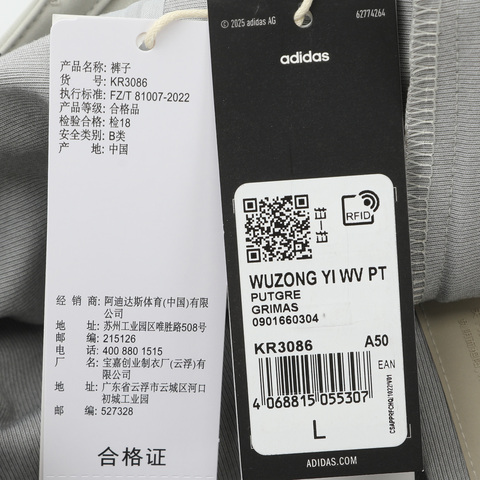 产品名称: 裤子
货 号: KR3086
执行标准: FZ/T 81007-2022
产品等级: 合格品
检验合格: 检18
安全类别: B类
产 地: 中国
经 销 商: 阿迪达斯体育(中国)有限
公司
地 址: 苏州工业园区唯胜路508号
邮 编: 215126
电 话: 400 880 1515
厂 名: 宝嘉创业制衣厂(云浮)有
限公司
地 址: 广东省云浮市云城区河口
初城工业园
邮 编: 527328
合格证
© 2025 adidas AG
62774264
adidas
RFID
WUZONG YI WV PT
PUTGRE
GRIMAS
0901660304
KR3086 A50
EAN
4 068815 055307
L
ADIDAS.COM